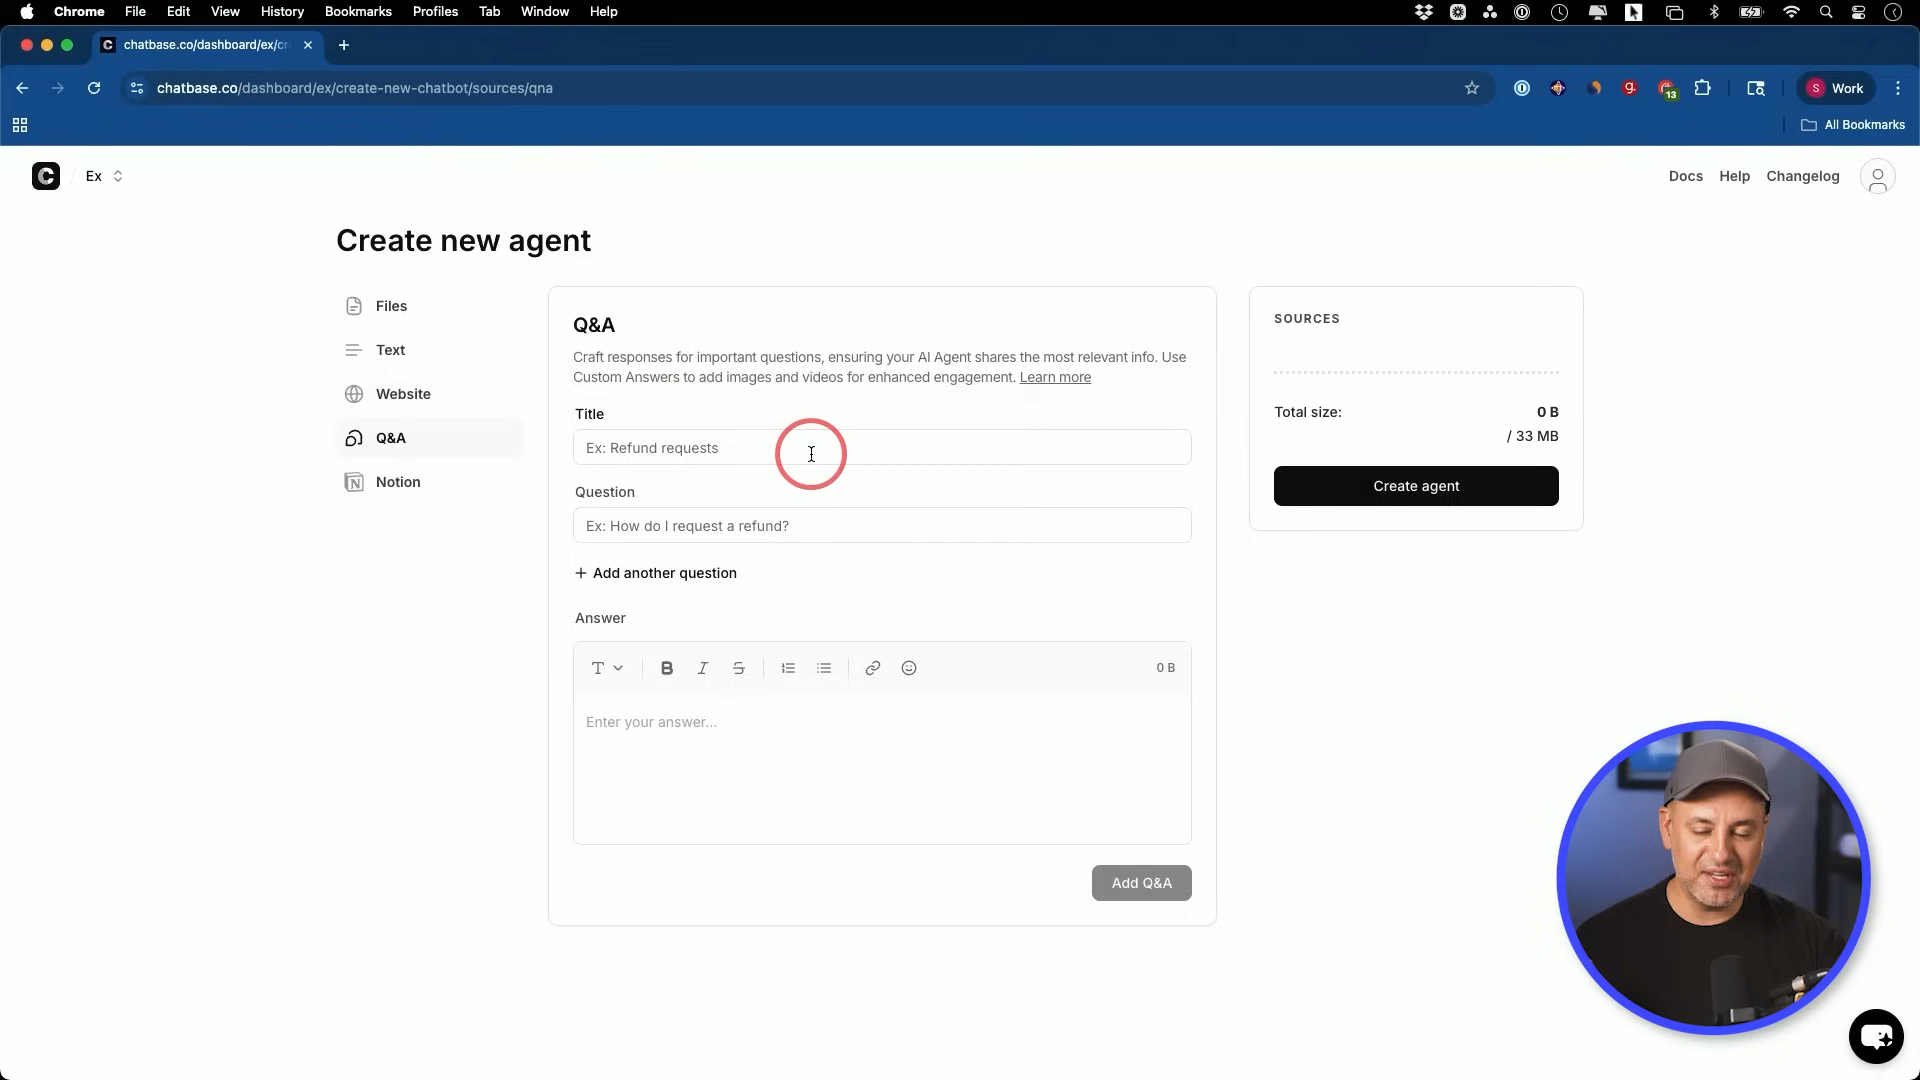 Chrome File Edit View History Bookmarks Profiles Tab Window Help
chatbase.co/dashboard/ex/cr
chatbase.co/dashboard/ex/create-new-chatbot/sources/qna
g.
13
S Work
All Bookmarks
C Ex
Docs Help Changelog
Create new agent
Files
Text
Website
Q&A
Notion
Q&A
Craft responses for important questions, ensuring your AI Agent shares the most relevant info. Use
Custom Answers to add images and videos for enhanced engagement. Learn more
Title
Ex: Refund requests
Question
Ex: How do I request a refund?
+ Add another question
Answer
T B I S 0 B
Enter your answer...
Add Q&A
SOURCES
Total size: 0 B
/ 33 MB
Create agent